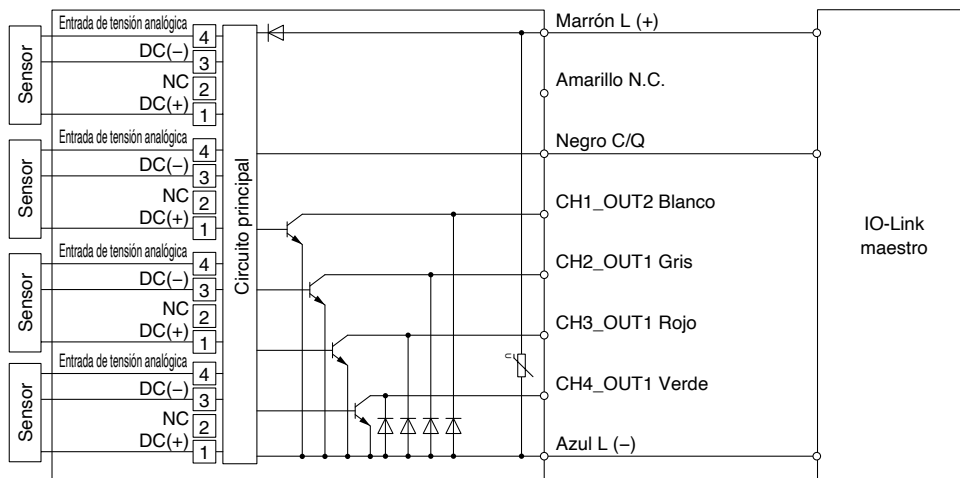 Sensor
Entrada de tensión analógica
4
DC(−)
3
NC
2
DC(+)
1
Sensor
Entrada de tensión analógica
4
DC(−)
3
NC
2
DC(+)
1
Sensor
Entrada de tensión analógica
4
DC(−)
3
NC
2
DC(+)
1
Sensor
Entrada de tensión analógica
4
DC(−)
3
NC
2
DC(+)
1
Circuito principal
Marrón L (+)
Amarillo N.C.
Negro C/Q
CH1_OUT2 Blanco
CH2_OUT1 Gris
CH3_OUT1 Rojo
CH4_OUT1 Verde
Azul L (−)
IO-Link
maestro